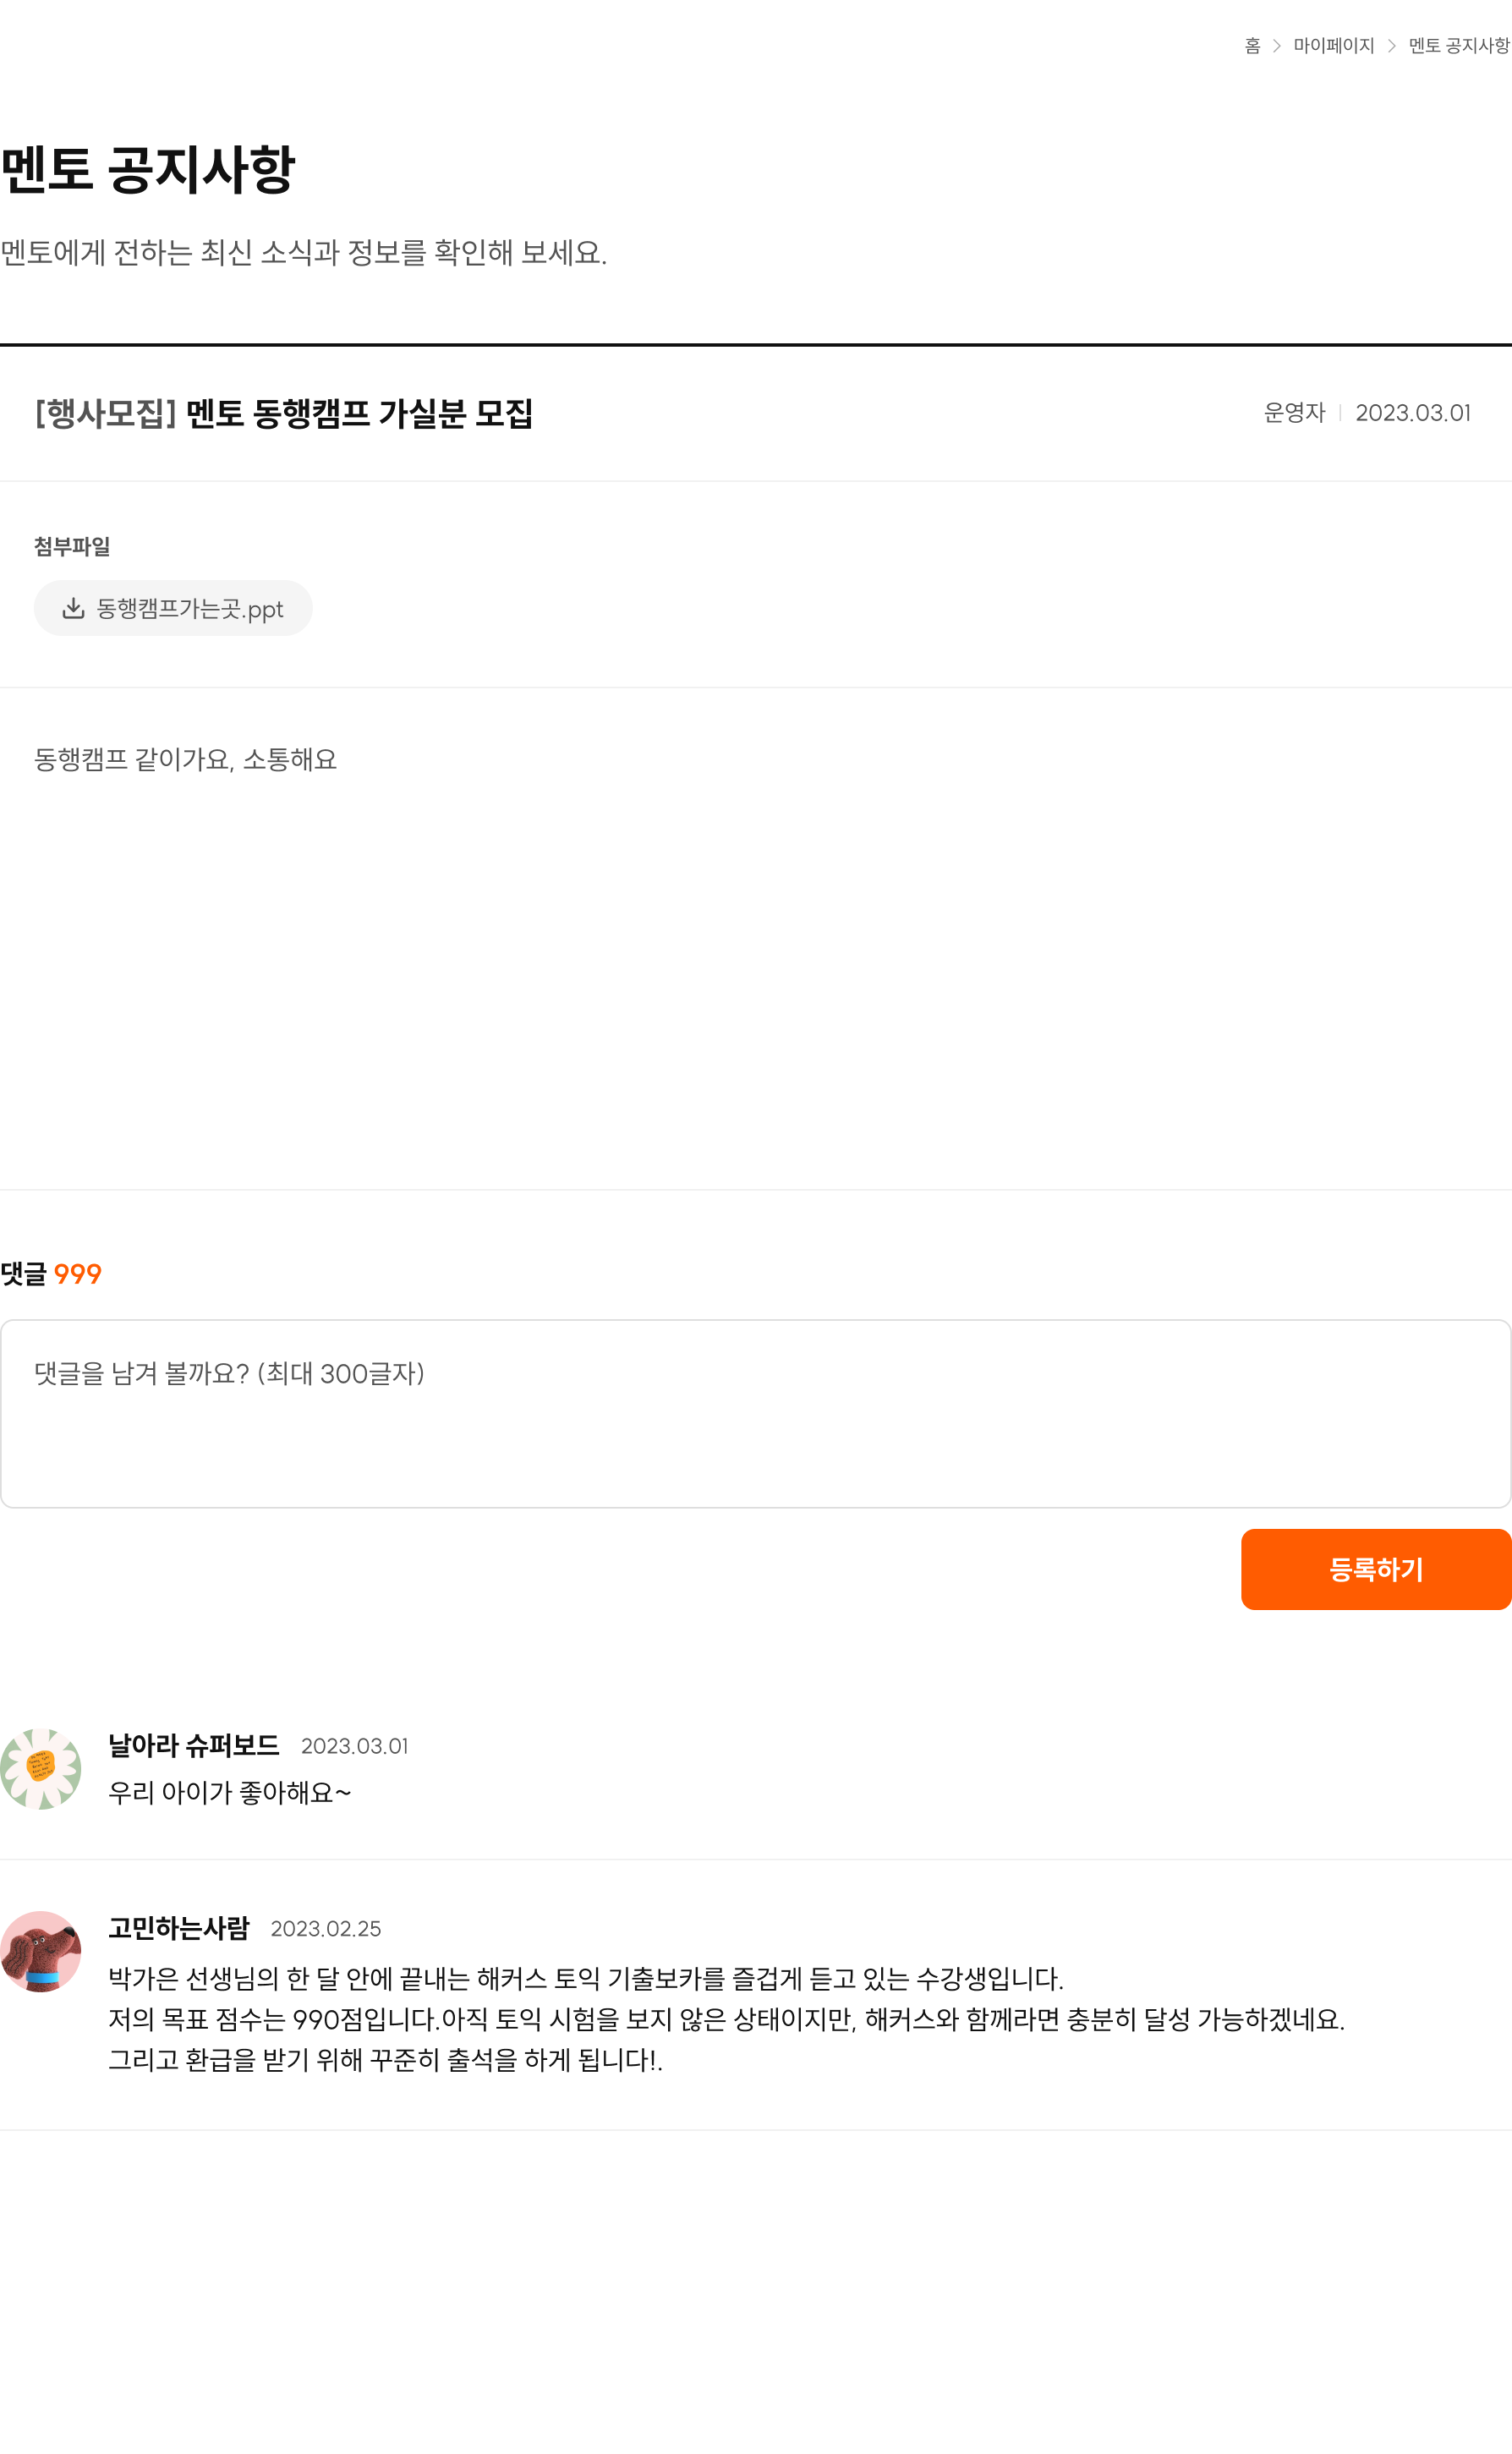 홈 > 마이페이지 > 멘토 공지사항
멘토 공지사항
멘토에게 전하는 최신 소식과 정보를 확인해 보세요.
[행사모집] 멘토 동행캠프 가실분 모집
운영자 | 2023.03.01
첨부파일
동행캠프가는곳.ppt
동행캠프 같이가요, 소통해요
댓글 999
댓글을 남겨 볼까요? (최대 300글자)
등록하기
날아라 슈퍼보드 2023.03.01
우리 아이가 좋아해요~
고민하는사람 2023.02.25
박가은 선생님의 한 달 안에 끝내는 해커스 토익 기출보카를 즐겁게 듣고 있는 수강생입니다.
저의 목표 점수는 990점입니다.아직 토익 시험을 보지 않은 상태이지만, 해커스와 함께라면 충분히 달성 가능하겠네요.
그리고 환급을 받기 위해 꾸준히 출석을 하게 됩니다!.